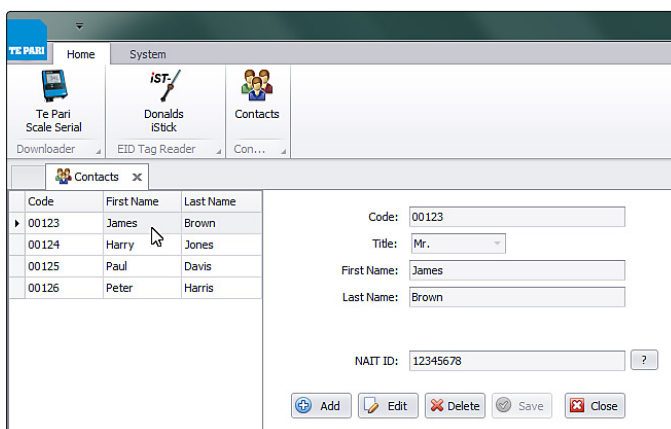 TE PARI
Home System
iST-
Te Pari Donalds Contacts
Scale Serial iStick
Downloader EID Tag Reader Con...
Contacts
Code First Name Last Name
00123 James Brown
00124 Harry Jones
00125 Paul Davis
00126 Peter Harris
Code: 00123
Title: Mr.
First Name: James
Last Name: Brown
NAIT ID: 12345678 ?
Add Edit Delete Save Close